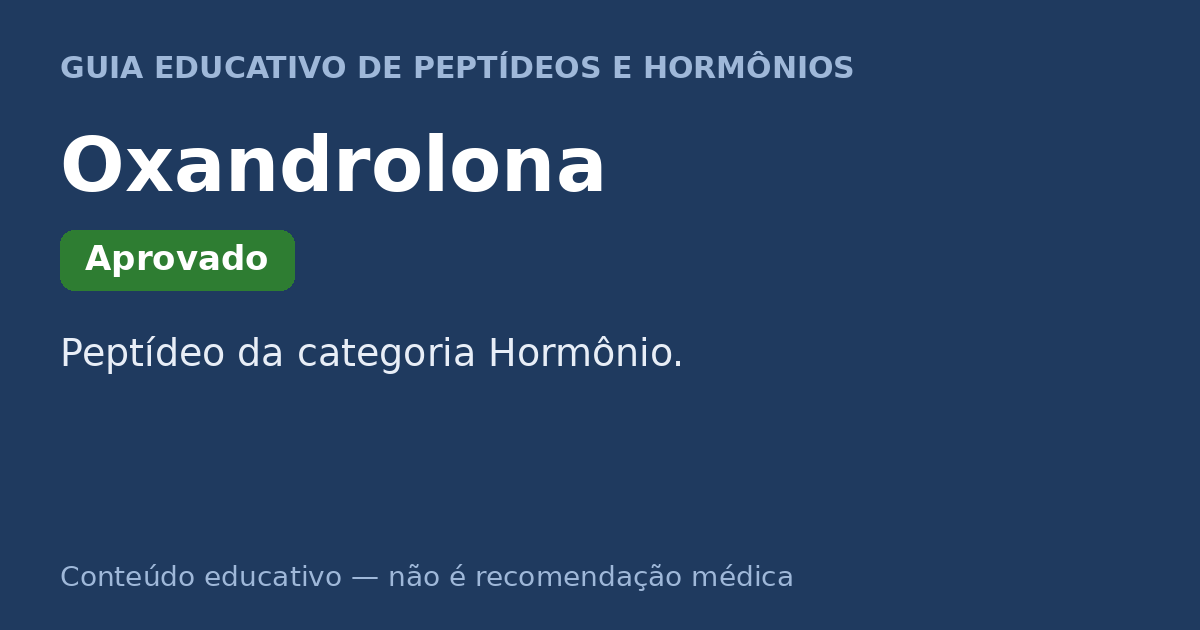 GUIA EDUCATIVO DE PEPTÍDEOS E HORMÔNIOS
Oxandrolona
Aprovado
Peptídeo da categoria Hormônio.
Conteúdo educativo — não é recomendação médica